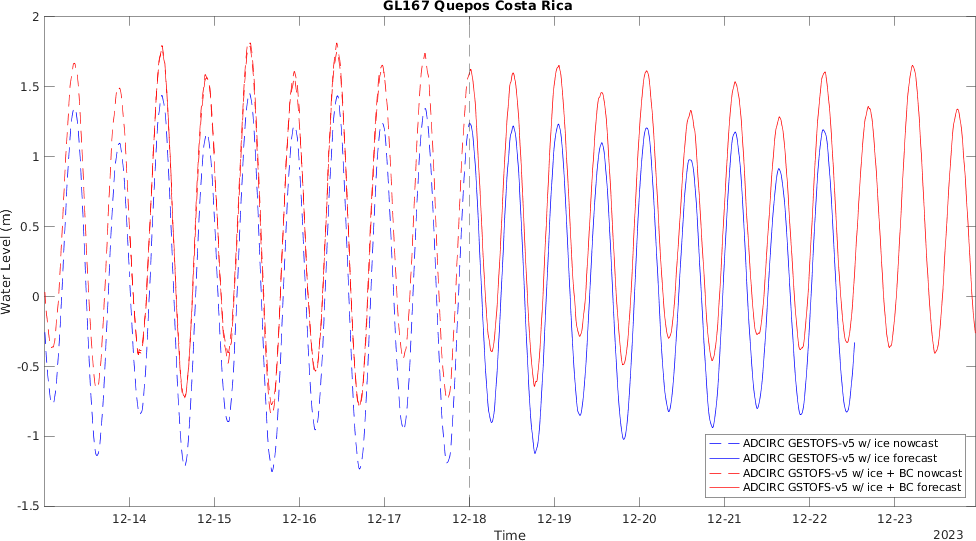 GL167 Quepos Costa Rica
2
1.5
1
0.5
0
-0.5
-1
-1.5
Water Level (m)
12-14 12-15 12-16 12-17 12-18 12-19 12-20 12-21 12-22 12-23
Time
2023
ADCIRC GESTOFS-v5 w/ ice nowcast
ADCIRC GESTOFS-v5 w/ ice forecast
ADCIRC GSTOFS-v5 w/ ice + BC nowcast
ADCIRC GSTOFS-v5 w/ ice + BC forecast